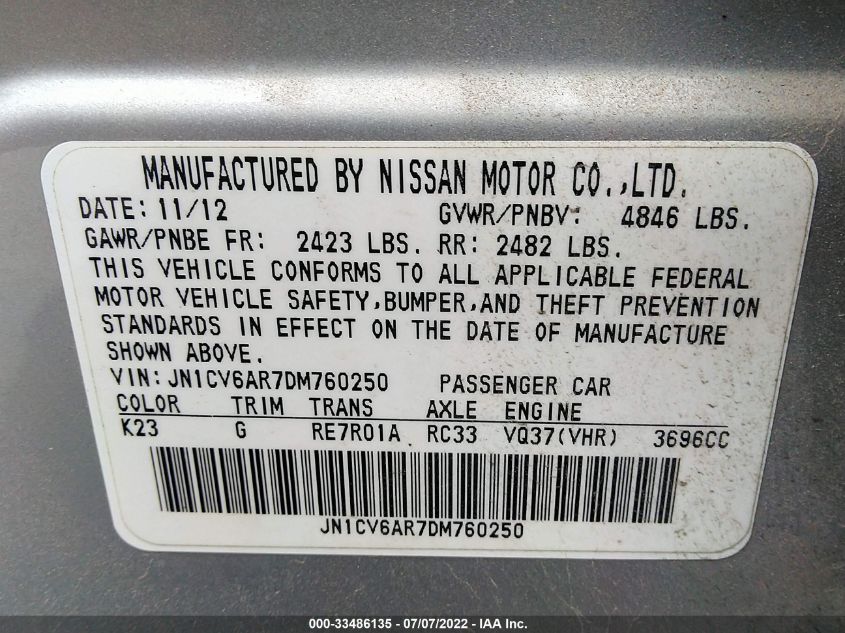 MANUFACTURED BY NISSAN MOTOR CO.,LTD.
DATE: 11/12 GVWR/PNBV: 4846 LBS.
GAWR/PNBE FR: 2423 LBS. RR: 2482 LBS.
THIS VEHICLE CONFORMS TO ALL APPLICABLE FEDERAL
MOTOR VEHICLE SAFETY,BUMPER,AND THEFT PREVENTION
STANDARDS IN EFFECT ON THE DATE OF MANUFACTURE
SHOWN ABOVE.
VIN: JN1CV6AR7DM760250 PASSENGER CAR
COLOR TRIM TRANS AXLE ENGINE
K23 G RE7R01A RC33 VQ37(VHR) 3696CC
JN1CV6AR7DM760250
000-33486135 - 07/07/2022 - IAA Inc.